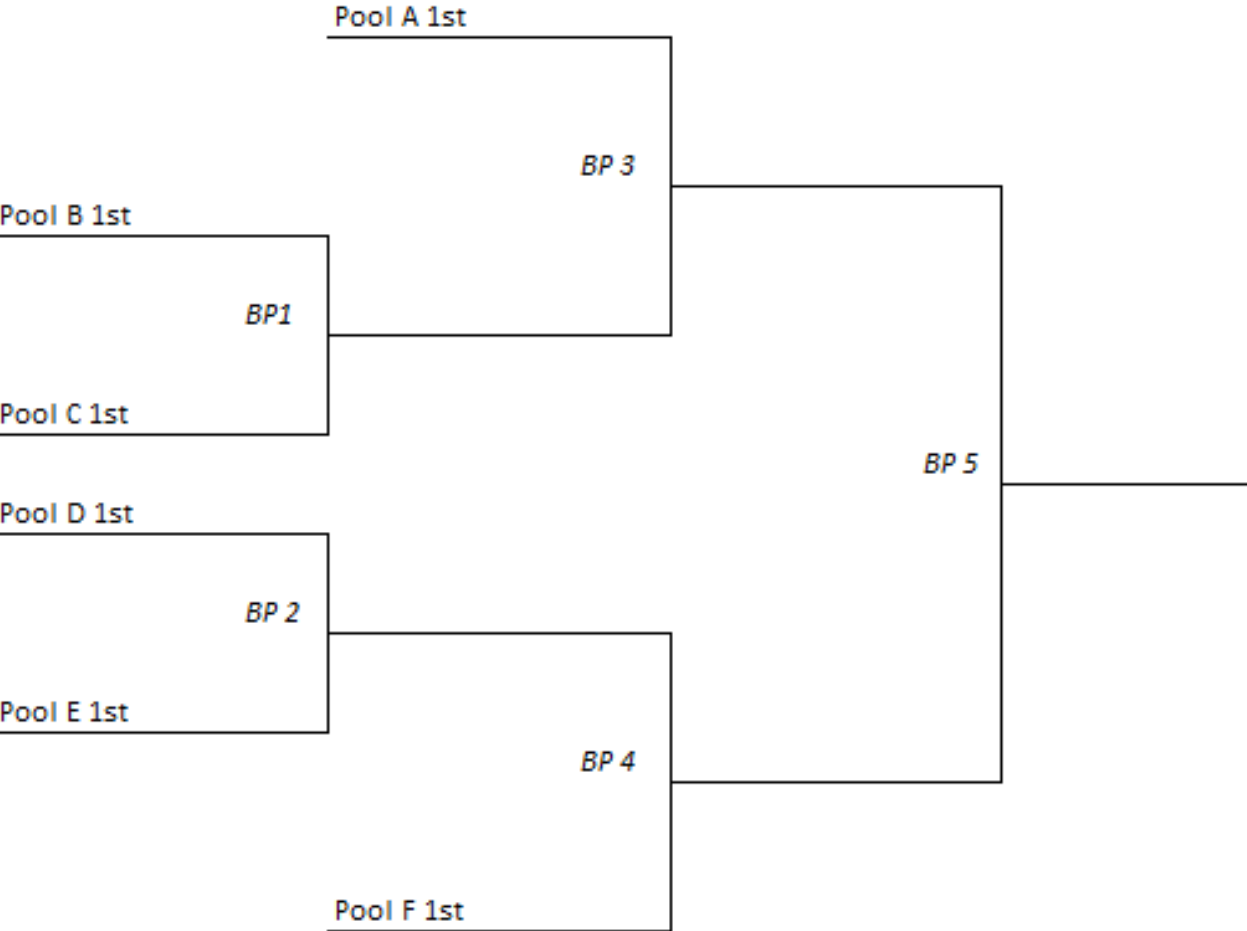 Pool A 1st
BP 3
Pool B 1st
BP1
Pool C 1st
BP 5
Pool D 1st
BP 2
Pool E 1st
BP 4
Pool F 1st